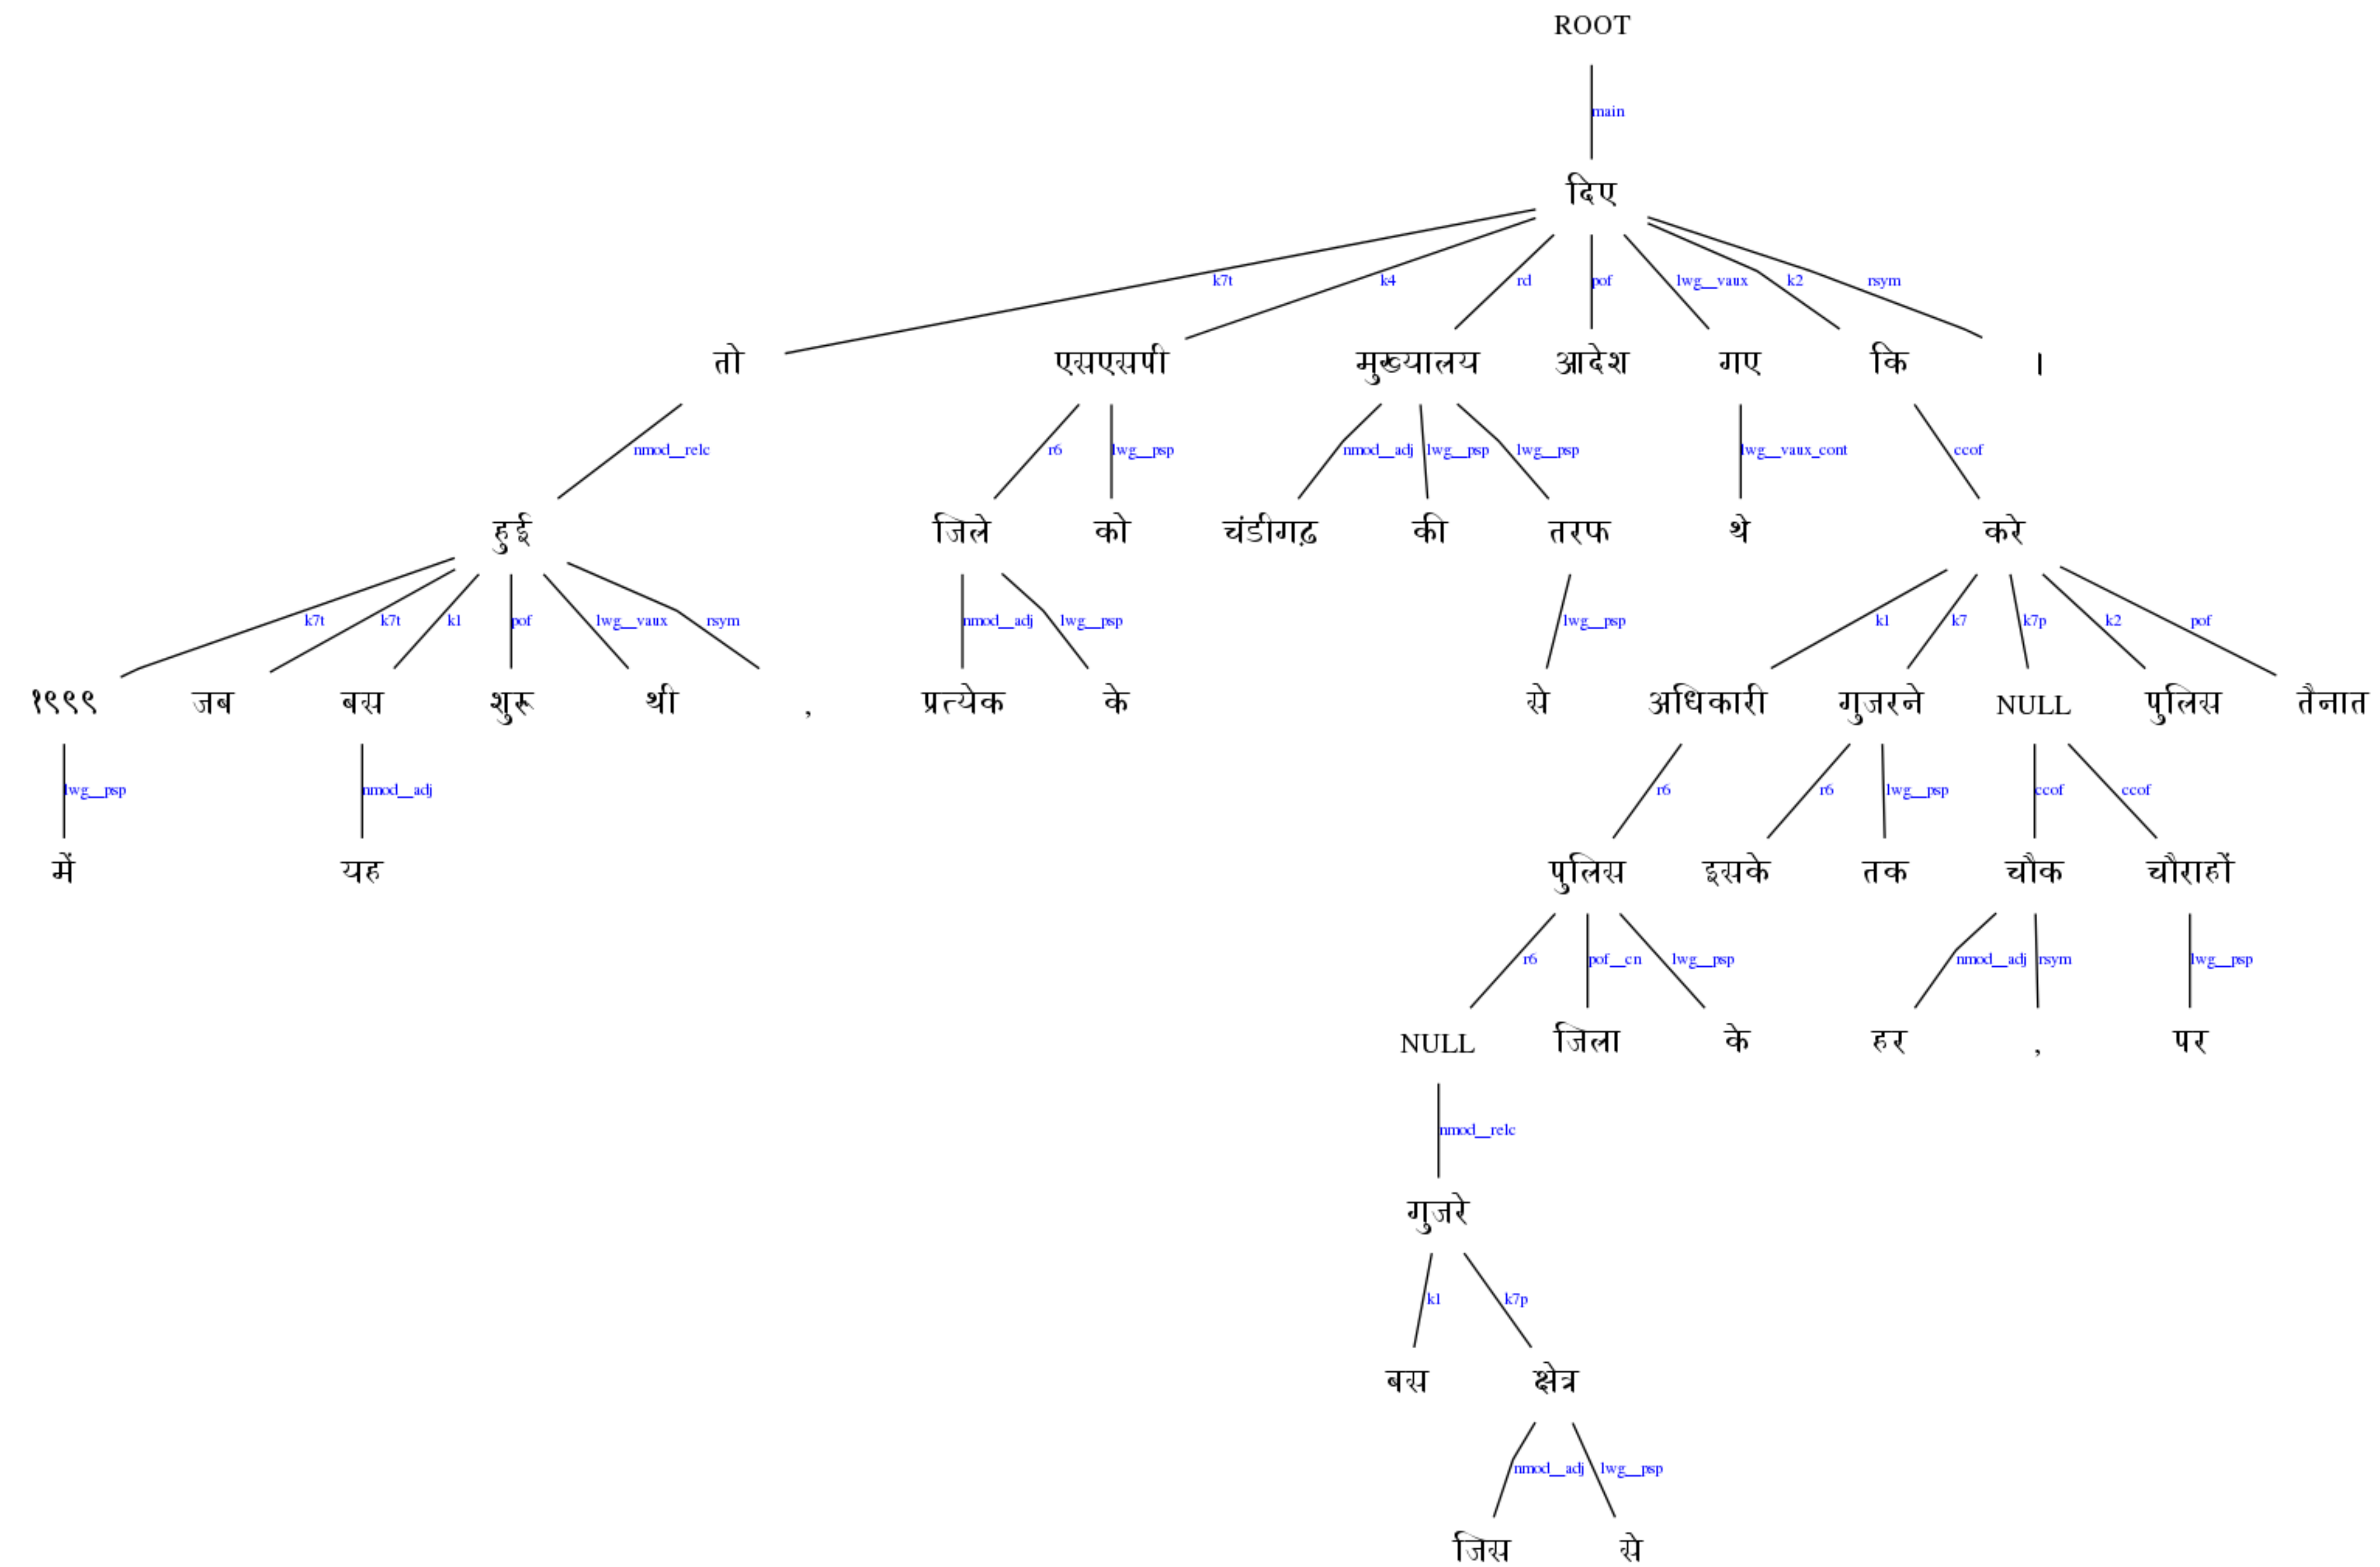 ROOT
main
दिए
k7t k4 rd pof lwg__vaux k2 rsym
तो एसएसपी मुख्यालय आदेश गए कि ।
nmod__relc r6 lwg__psp nmod__adj lwg__psp lwg__psp lwg__vaux_cont ccof
हुई जिले को चंडीगढ़ की तरफ थे करे
k7t k7t k1 pof lwg__vaux rsym nmod__adj lwg__psp lwg__psp k1 k7 k7p k2 pof
१९९९ जब बस शुरू थी , प्रत्येक के से अधिकारी गुजरने NULL पुलिस तैनात
lwg__psp nmod__adj r6 r6 lwg__psp ccof ccof
में यह पुलिस इसके तक चौक चौराहों
r6 pof__cn lwg__psp nmod__adj rsym lwg__psp
NULL जिला के हर , पर
nmod__relc
गुजरे
k1 k7p
बस क्षेत्र
nmod__adj lwg__psp
जिस से